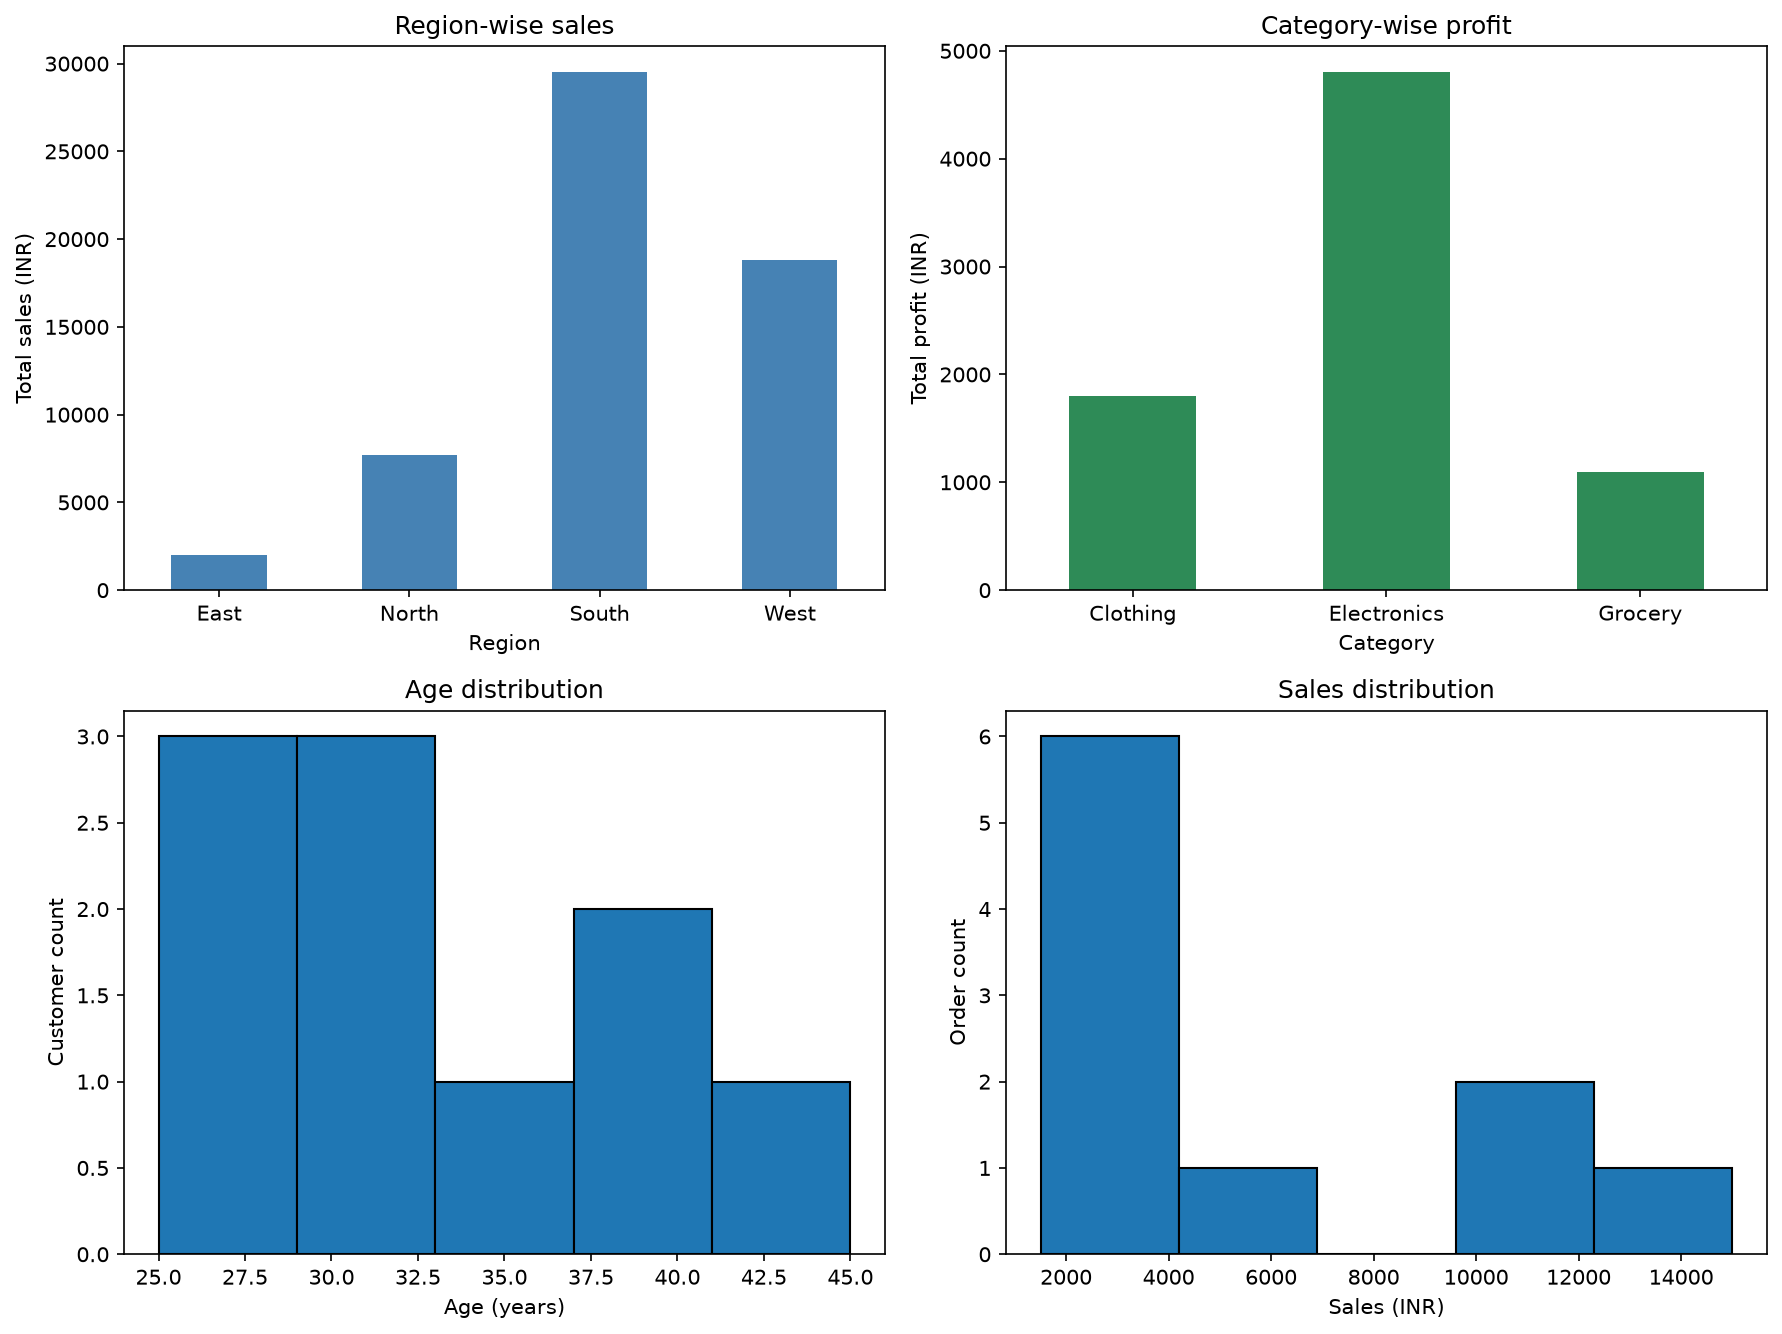 Region-wise sales
30000
25000
20000
15000
10000
5000
0
Total sales (INR)
East North South West
Region
Category-wise profit
5000
4000
3000
2000
1000
0
Total profit (INR)
Clothing Electronics Grocery
Category
Age distribution
3.0
2.5
2.0
1.5
1.0
0.5
0.0
Customer count
25.0 27.5 30.0 32.5 35.0 37.5 40.0 42.5 45.0
Age (years)
Sales distribution
6
5
4
3
2
1
0
Order count
2000 4000 6000 8000 10000 12000 14000
Sales (INR)